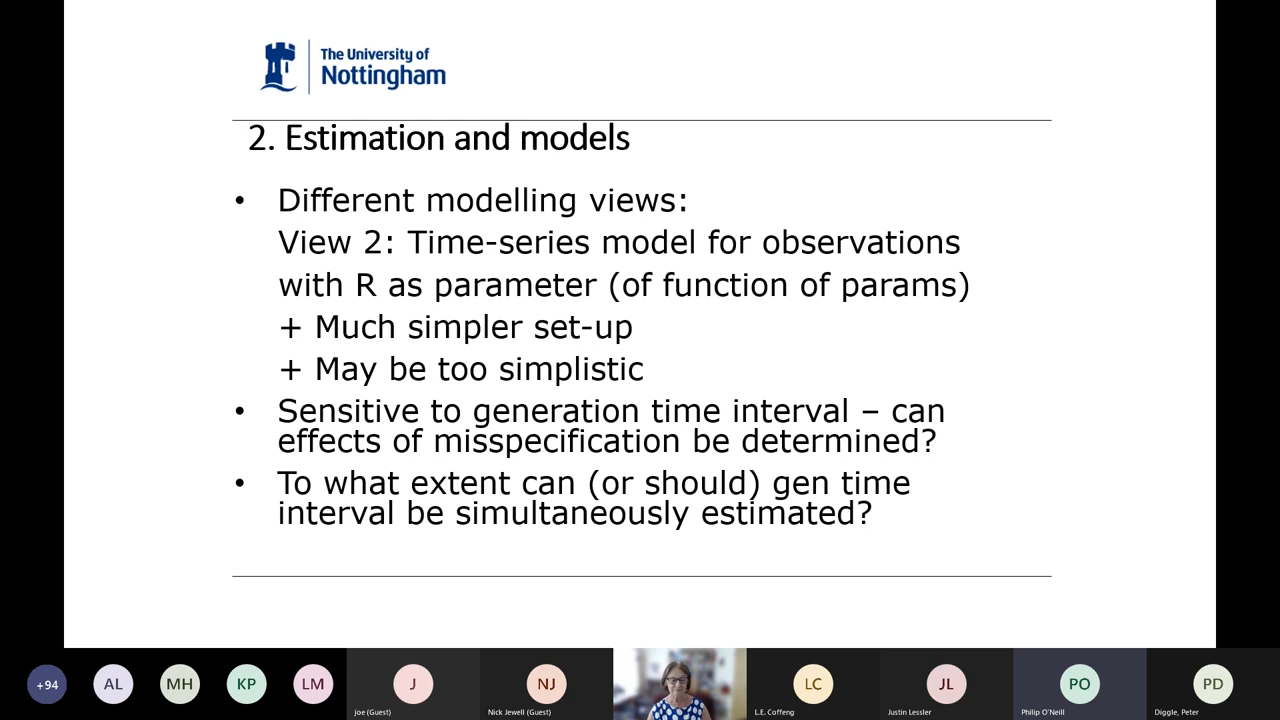 The University of
Nottingham
2. Estimation and models
• Different modelling views:
View 2: Time-series model for observations
with R as parameter (of function of params)
+ Much simpler set-up
+ May be too simplistic
• Sensitive to generation time interval – can
effects of misspecification be determined?
• To what extent can (or should) gen time
interval be simultaneously estimated?
+94
AL
MH
KP
LM
J
NJ
LC
JL
PO
PD
joe (Guest)
Nick Jewell (Guest)
L.E. Coffeng
Justin Lessler
Philip O'Neill
Diggle, Peter